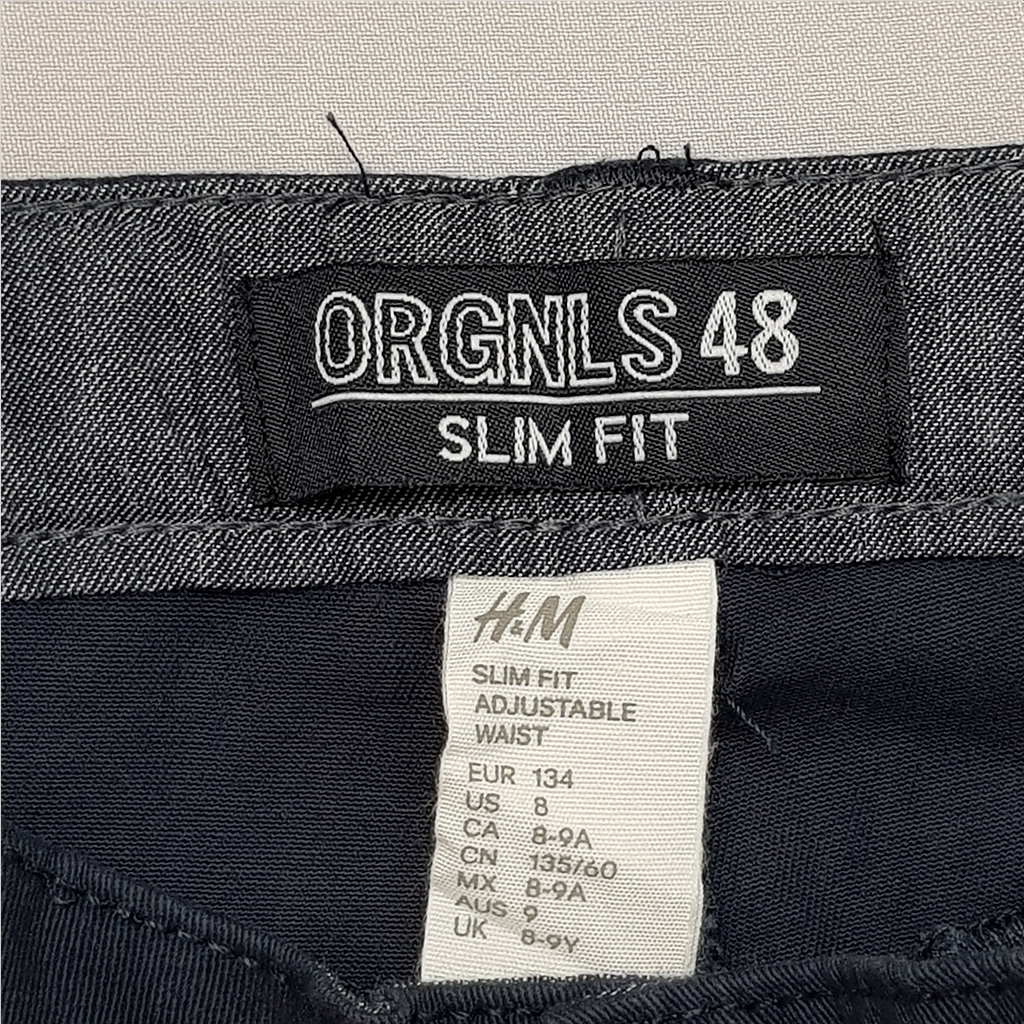 ORGNLS 48
SLIM FIT
H&M
SLIM FIT
ADJUSTABLE
WAIST
EUR 134
US 8
CA 8-9A
CN 135/60
MX 8-9A
AUS 9
UK 8-9Y